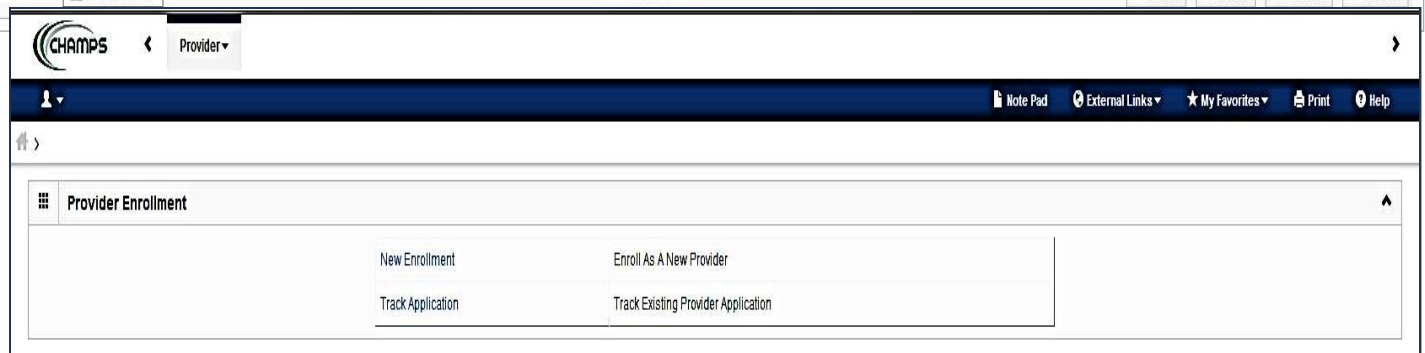 CHAMPS Provider
Note Pad External Links My Favorites Print Help
Provider Enrollment
New Enrollment Enroll As A New Provider
Track Application Track Existing Provider Application